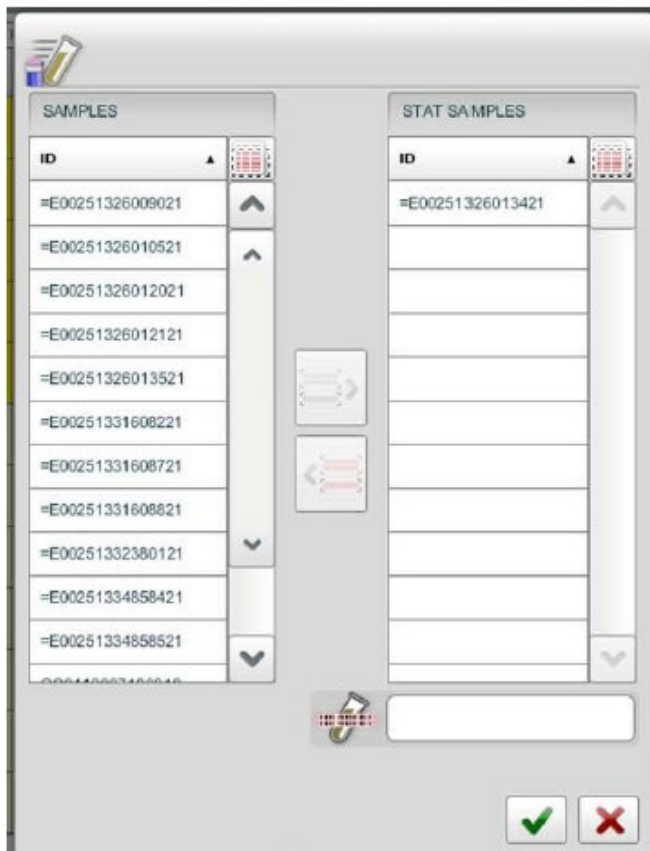 SAMPLES
ID
=E00251326009021
=E00251326010521
=E00251326012021
=E00251326012121
=E00251326013521
=E00251331608221
=E00251331608721
=E00251331608821
=E00251332380121
=E00251334858421
=E00251334858521
STAT SAMPLES
ID
=E00251326013421